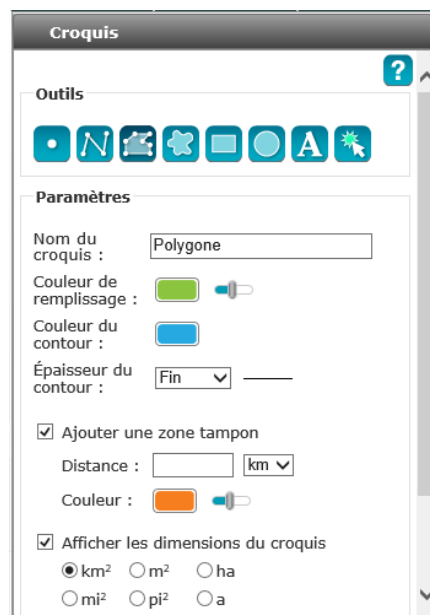 Croquis
?
Outils
A
Paramètres
Nom du
croquis :
Polygone
Couleur de
remplissage :
Couleur du
contour :
Épaisseur du
contour :
Fin
Ajouter une zone tampon
Distance :
km
Couleur :
Afficher les dimensions du croquis
km² m² ha
mi² pi² a